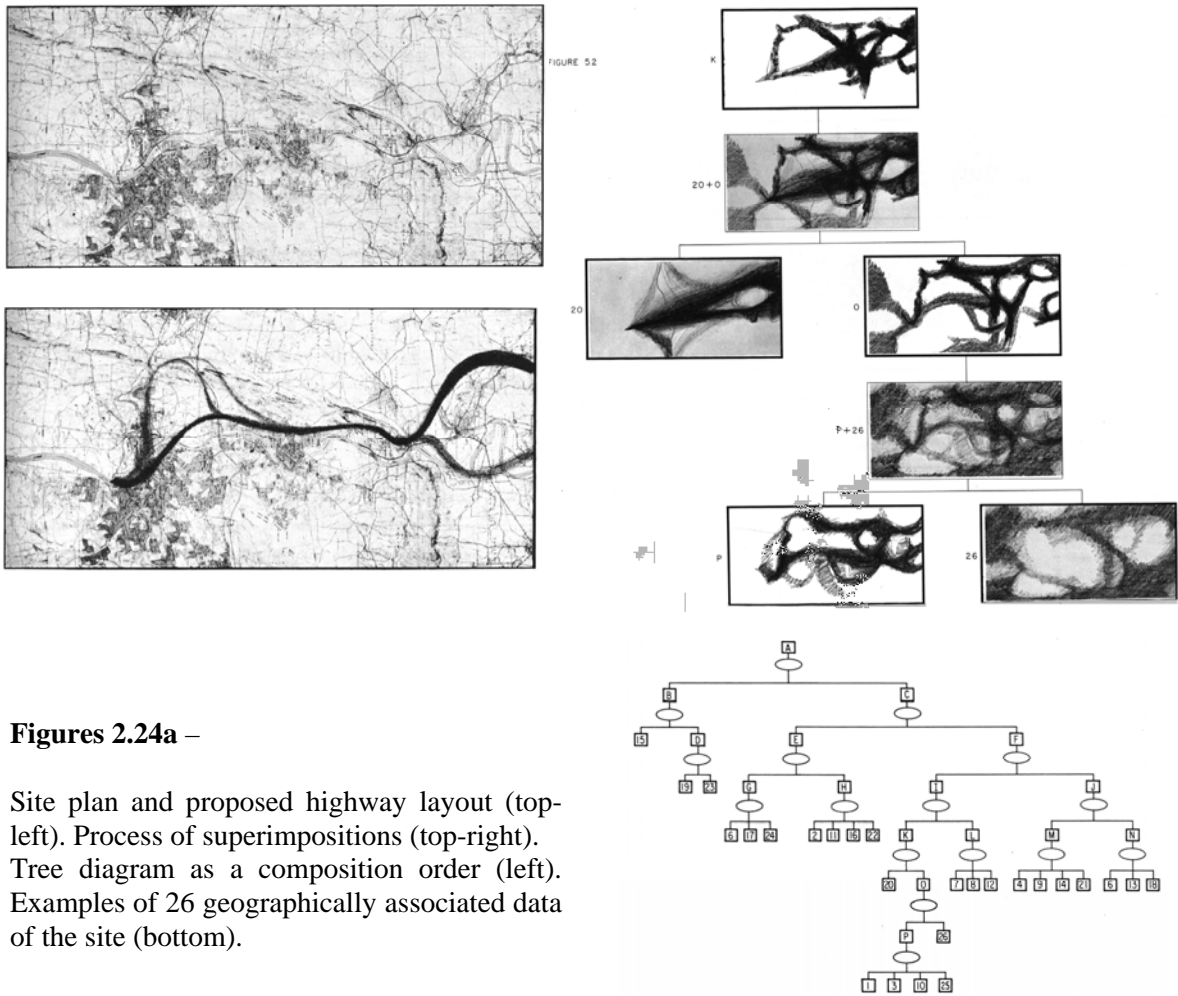 FIGURE 52
K
20+0
20
0
P+26
P
26
A
B C
15 D E F
19 23 G H I J
6 17 24 2 11 16 22 K L M N
20 O 7 8 12 4 9 14 21 6 13 18
P 26
1 3 10 25
Figures 2.24a –
Site plan and proposed highway layout (top-
left). Process of superimpositions (top-right).
Tree diagram as a composition order (left).
Examples of 26 geographically associated data
of the site (bottom).